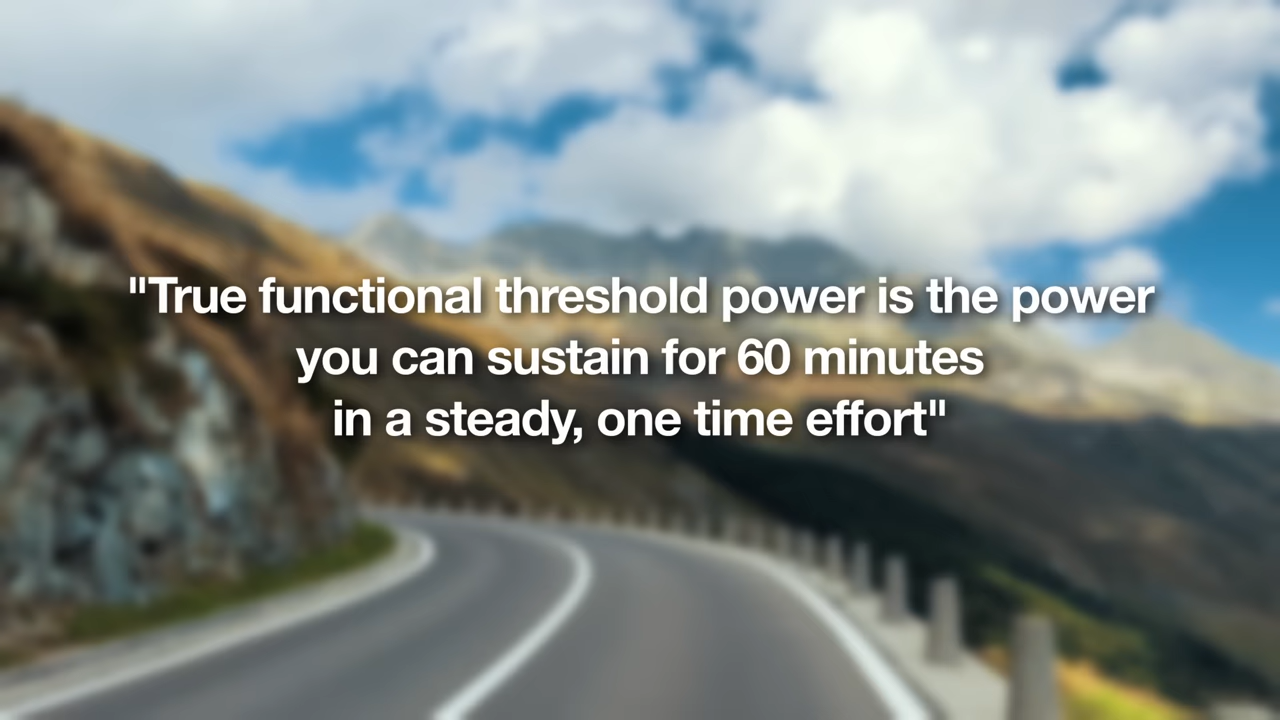 "True functional threshold power is the power
you can sustain for 60 minutes
in a steady, one time effort"